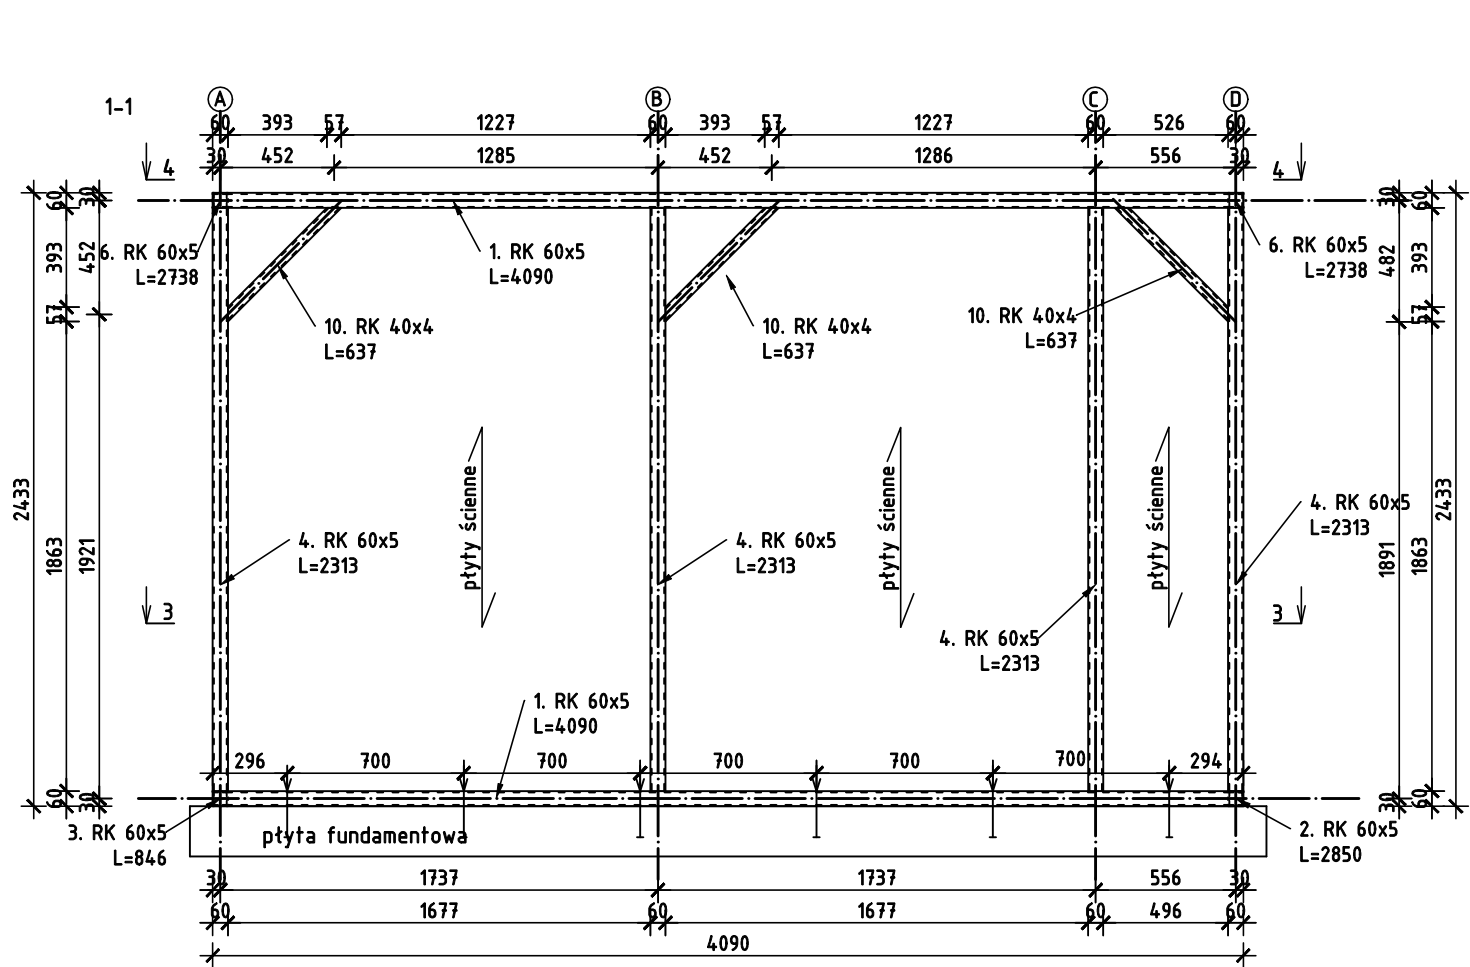 1-1
A
B
C
D
60 393 57 1227 60 393 57 1227 60 526 60
30 452 1285 452 1286 556 30
4
4
60 30
30 60
6. RK 60x5
L=2738
1. RK 60x5
L=4090
6. RK 60x5
L=2738
393 452
482 393
57
57
10. RK 40x4
L=637
10. RK 40x4
L=637
10. RK 40x4
L=637
2433
1863
1921
płyty ścienne
płyty ścienne
płyty ścienne
1891
1863
2433
4. RK 60x5
L=2313
4. RK 60x5
L=2313
4. RK 60x5
L=2313
4. RK 60x5
L=2313
3
3
1. RK 60x5
L=4090
296 700 700 700 700 700 294
60 30
30 60
3. RK 60x5
L=846
płyta fundamentowa
2. RK 60x5
L=2850
30 1737 1737 556 30
60 1677 60 1677 60 496 60
4090